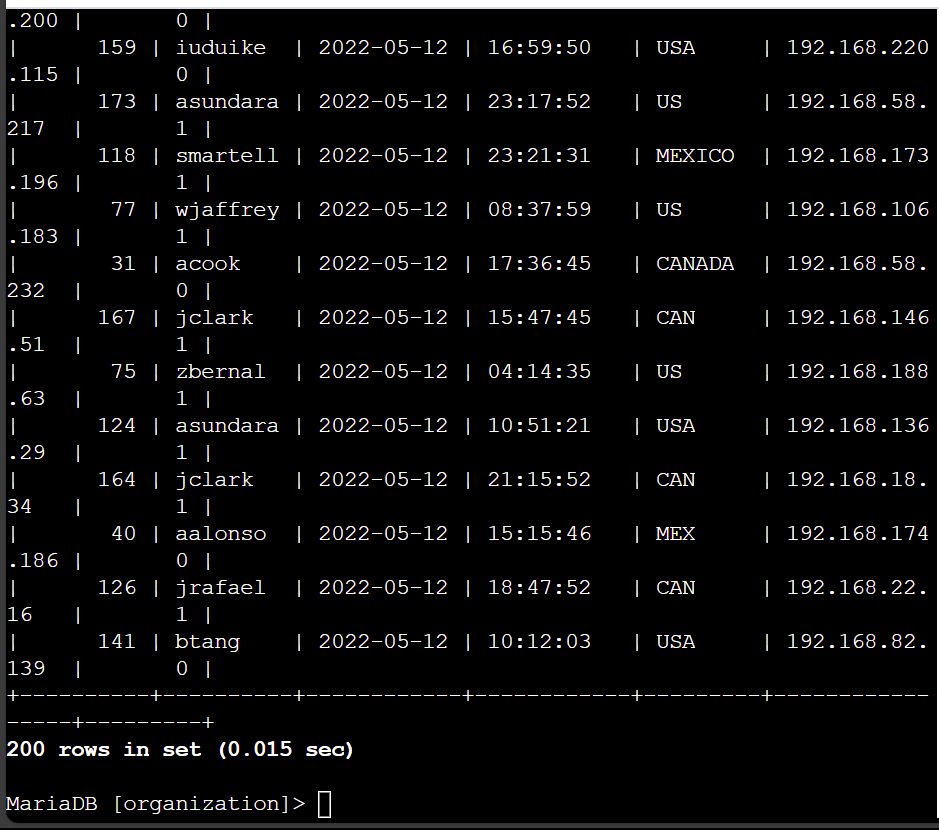 .200 |       0 |
|      159 | iuduike  | 2022-05-12 | 16:59:50   | USA     | 192.168.220
.115 |       0 |
|      173 | asundara | 2022-05-12 | 23:17:52   | US      | 192.168.58.
217  |       1 |
|      118 | smartell | 2022-05-12 | 23:21:31   | MEXICO  | 192.168.173
.196 |       1 |
|       77 | wjaffrey | 2022-05-12 | 08:37:59   | US      | 192.168.106
.183 |       1 |
|       31 | acook    | 2022-05-12 | 17:36:45   | CANADA  | 192.168.58.
232  |       0 |
|      167 | jclark   | 2022-05-12 | 15:47:45   | CAN     | 192.168.146
.51  |       1 |
|       75 | zbernal  | 2022-05-12 | 04:14:35   | US      | 192.168.188
.63  |       1 |
|      124 | asundara | 2022-05-12 | 10:51:21   | USA     | 192.168.136
.29  |       1 |
|      164 | jclark   | 2022-05-12 | 21:15:52   | CAN     | 192.168.18.
34   |       1 |
|       40 | aalonso  | 2022-05-12 | 15:15:46   | MEX     | 192.168.174
.186 |       0 |
|      126 | jrafael  | 2022-05-12 | 18:47:52   | CAN     | 192.168.22.
16   |       1 |
|      141 | btang    | 2022-05-12 | 10:12:03   | USA     | 192.168.82.
139  |       0 |
+----------+----------+------------+------------+---------+------------
-----+---------+
200 rows in set (0.015 sec)
MariaDB [organization]>